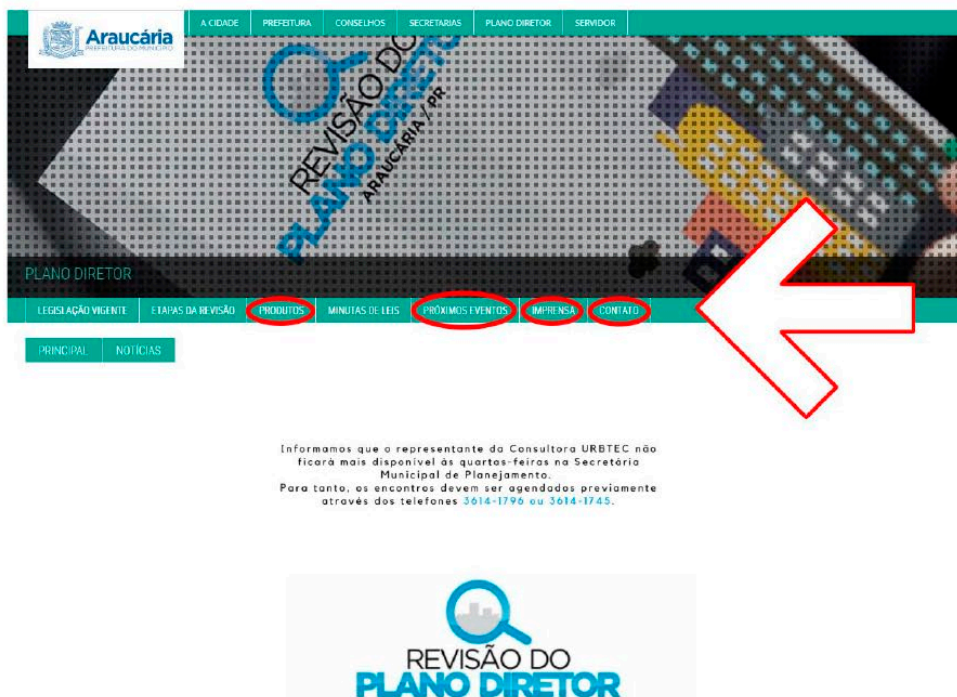 Araucária
PREFEITURA DO MUNICÍPIO
A CIDADE
PREFEITURA
CONSELHOS
SECRETARIAS
PLANO DIRETOR
SERVIDOR
REVISÃO DO
PLANO DIRETOR
ARAUCÁRIA / PR
PLANO DIRETOR
LEGISLAÇÃO VIGENTE
ETAPAS DA REVISÃO
PRODUTOS
MINUTAS DE LEIS
PRÓXIMOS EVENTOS
IMPRENSA
CONTATO
PRINCIPAL
NOTÍCIAS
Informamos que o representante da Consultora URBTEC não
ficará mais disponível às quartas-feiras na Secretária
Municipal de Planejamento.
Para tanto, os encontros devem ser agendados previamente
através dos telefones 3614-1796 ou 3614-1745.
REVISÃO DO
PLANO DIRETOR